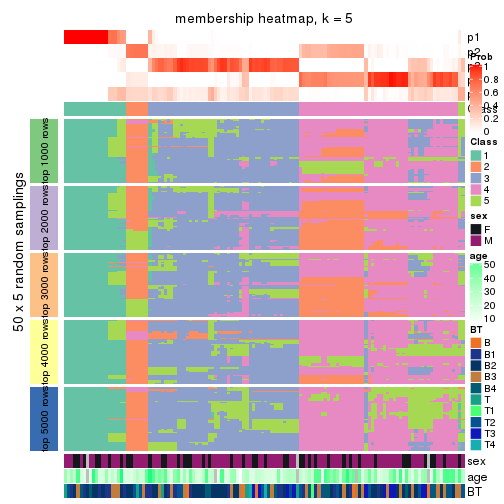 membership heatmap, k = 5
50 x 5 random samplings
top 1000 rows
top 2000 rows
top 3000 rows
top 4000 rows
top 5000 rows
p1
p2
sex
age
BT
Prob
1
0.8
0.6
0.4
0.2
0
Class
1
2
3
4
5
sex
F
M
age
50
40
30
20
10
BT
B
B1
B2
B3
B4
T
T1
T2
T3
T4